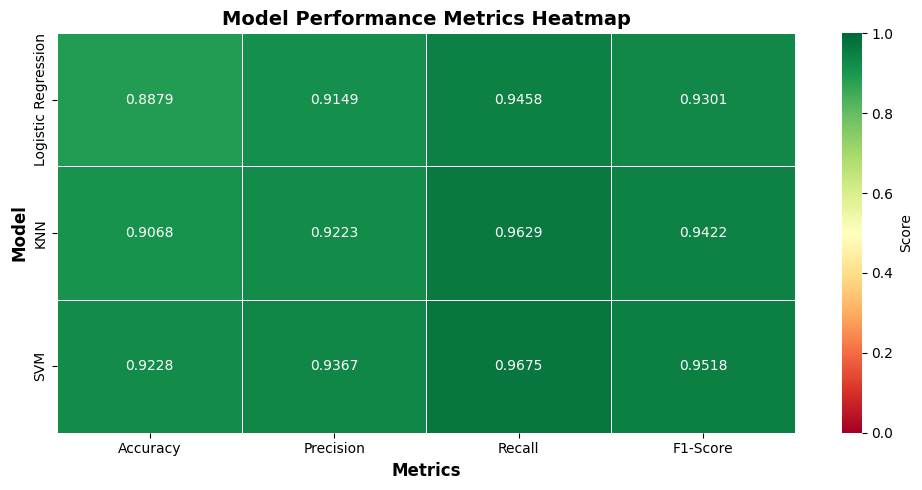 Model Performance Metrics Heatmap
Model
Logistic Regression
0.8879 0.9149 0.9458 0.9301
KNN
0.9068 0.9223 0.9629 0.9422
SVM
0.9228 0.9367 0.9675 0.9518
Accuracy Precision Recall F1-Score
Metrics
1.0
0.8
0.6
0.4
0.2
0.0
Score